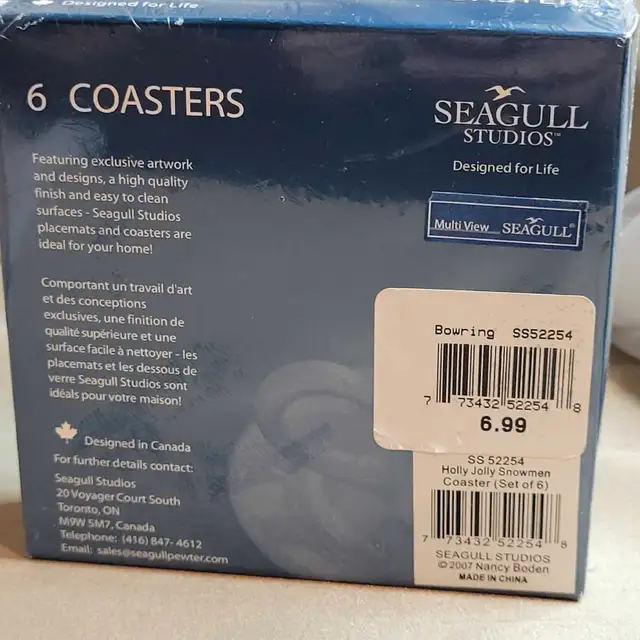 Designed for Life
6 COASTERS
SEAGULL
STUDIOS™
Designed for Life
Multi View SEAGULL®
Featuring exclusive artwork
and designs, a high quality
finish and easy to clean
surfaces - Seagull Studios
placemats and coasters are
ideal for your home!
Comportant un travail d'art
et des conceptions
exclusives, une finition de
qualité supérieure et une
surface facile à nettoyer - les
placemats et les dessous de
verre Seagull Studios sont
idéals pour votre maison!
Designed in Canada
For further details contact:
Seagull Studios
20 Voyager Court South
Toronto, ON
M9W 5M7, Canada
Telephone: (416) 847- 4612
Email: sales@seagullpewter.com
Bowring SS52254
7 73432 52254 8
6.99
SS 52254
Holly Jolly Snowmen
Coaster (Set of 6)
7 73432 52254 8
SEAGULL STUDIOS
©2007 Nancy Boden
MADE IN CHINA